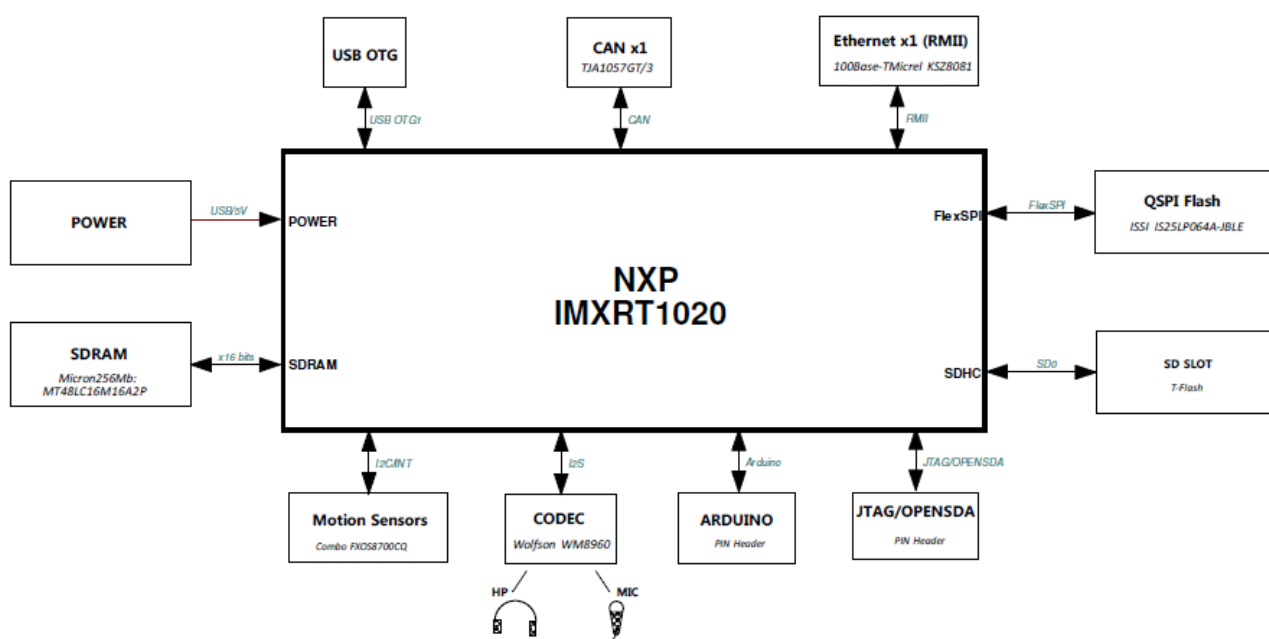 USB OTG
CAN x1
TJA1057GT/3
Ethernet x1 (RMII)
100Base-TMicrel KSZ8081
USB OTG1
CAN
RMII
POWER
USB/5V
POWER
FlexSPI
FlexSPI
QSPI Flash
ISSI IS25LP064A-JBLE
NXP
IMXRT1020
SDRAM
Micron256Mb:
MT48LC16M16A2P
x16 bits
SDRAM
SDHC
SD0
SD SLOT
T-Flash
I2C/INT
I2S
Arduino
JTAG/OPENSDA
Motion Sensors
Combo FXOS8700CQ
CODEC
Wolfson WM8960
ARDUINO
PIN Header
JTAG/OPENSDA
PIN Header
HP
MIC